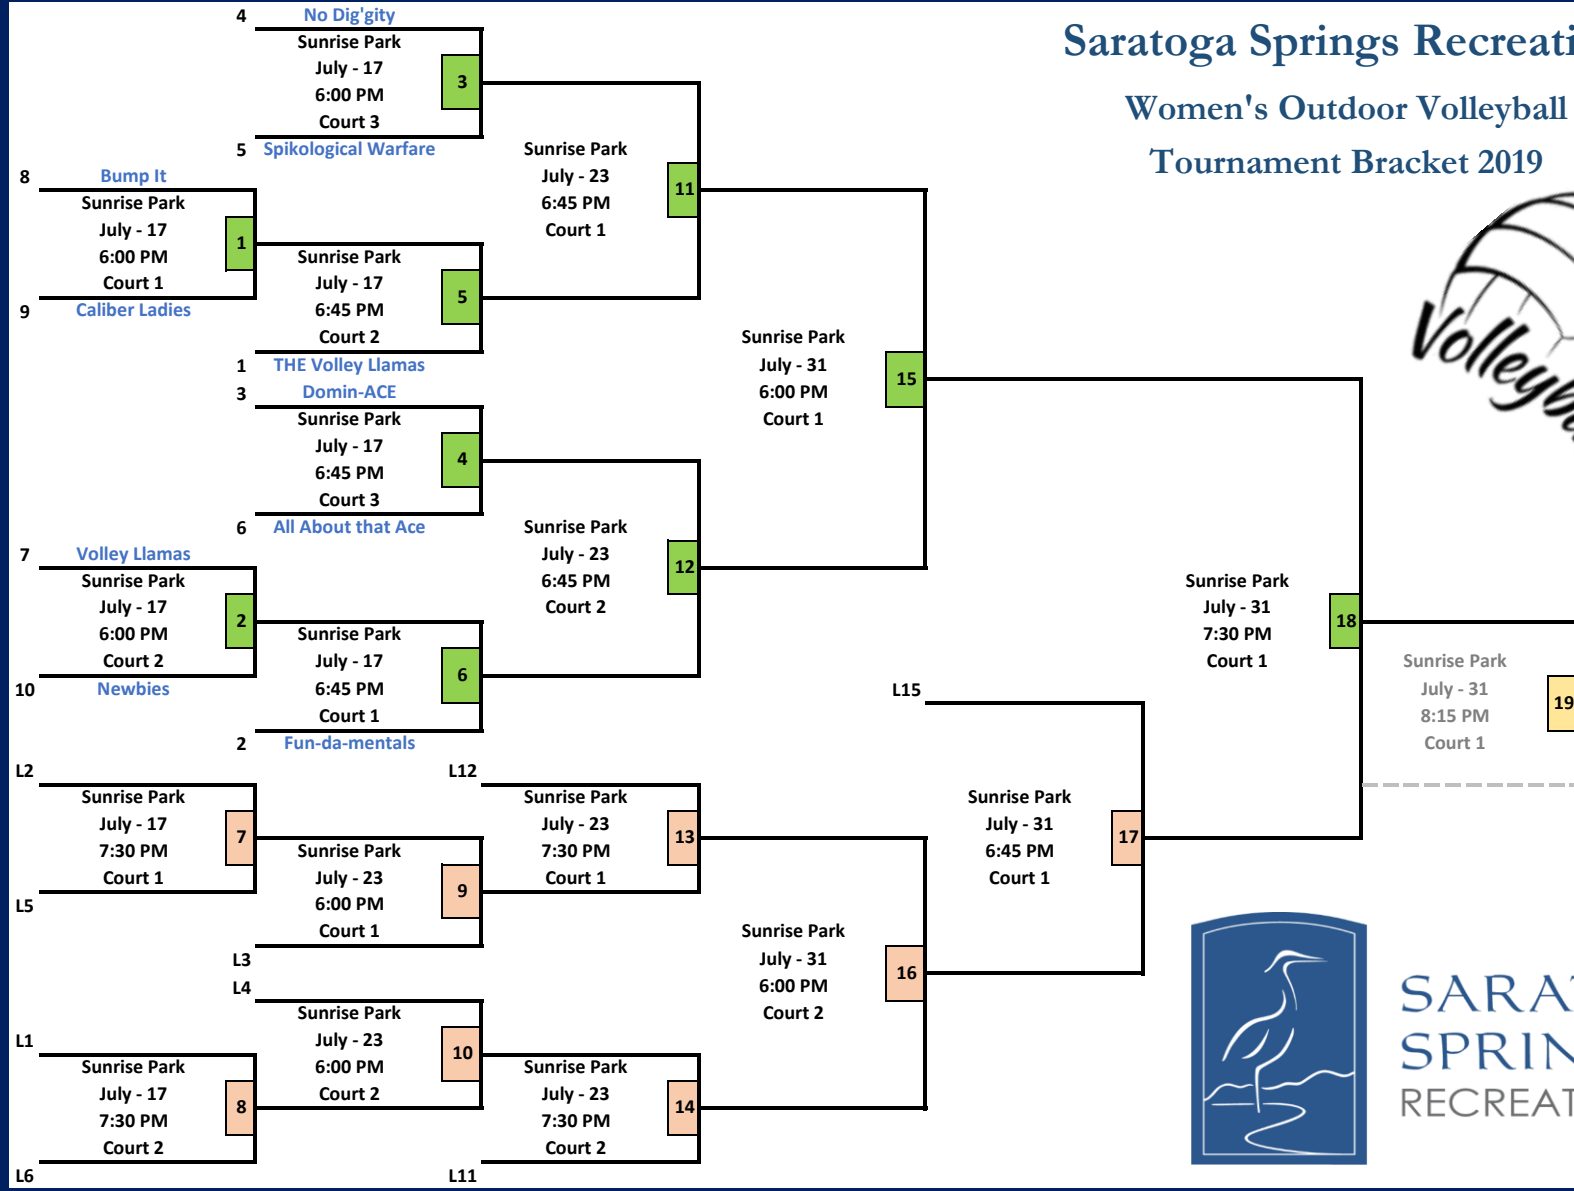 Saratoga Springs Recreati
Women's Outdoor Volleyball
Tournament Bracket 2019
Volleyba
4
No Dig'gity
Sunrise Park
July - 17
6:00 PM
Court 3
3
5
Spikological Warfare
8
Bump It
Sunrise Park
July - 17
6:00 PM
Court 1
1
9
Caliber Ladies
Sunrise Park
July - 17
6:45 PM
Court 2
5
1
THE Volley Llamas
Sunrise Park
July - 23
6:45 PM
Court 1
11
3
Domin-ACE
Sunrise Park
July - 17
6:45 PM
Court 3
4
6
All About that Ace
7
Volley Llamas
Sunrise Park
July - 17
6:00 PM
Court 2
2
10
Newbies
Sunrise Park
July - 17
6:45 PM
Court 1
6
2
Fun-da-mentals
Sunrise Park
July - 23
6:45 PM
Court 2
12
Sunrise Park
July - 31
6:00 PM
Court 1
15
Sunrise Park
July - 31
7:30 PM
Court 1
18
Sunrise Park
July - 31
8:15 PM
Court 1
19
L2
Sunrise Park
July - 17
7:30 PM
Court 1
7
L5
Sunrise Park
July - 23
6:00 PM
Court 1
9
L3
L12
Sunrise Park
July - 23
7:30 PM
Court 1
13
L4
Sunrise Park
July - 23
6:00 PM
Court 2
10
L1
Sunrise Park
July - 17
7:30 PM
Court 2
8
L6
Sunrise Park
July - 23
7:30 PM
Court 2
14
L11
Sunrise Park
July - 31
6:00 PM
Court 2
16
L15
Sunrise Park
July - 31
6:45 PM
Court 1
17
SARA
SPRIN
RECREAT